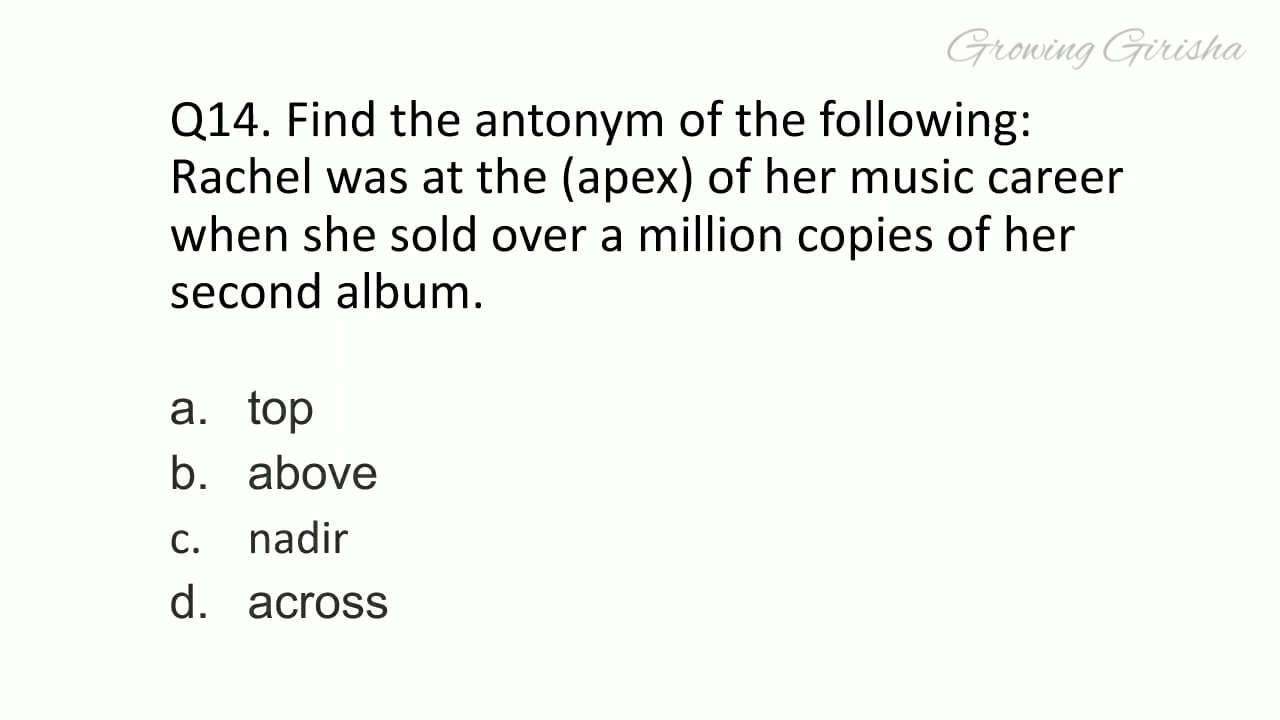 Growing Girisha
Q14. Find the antonym of the following:
Rachel was at the (apex) of her music career
when she sold over a million copies of her
second album.
a. top
b. above
c. nadir
d. across